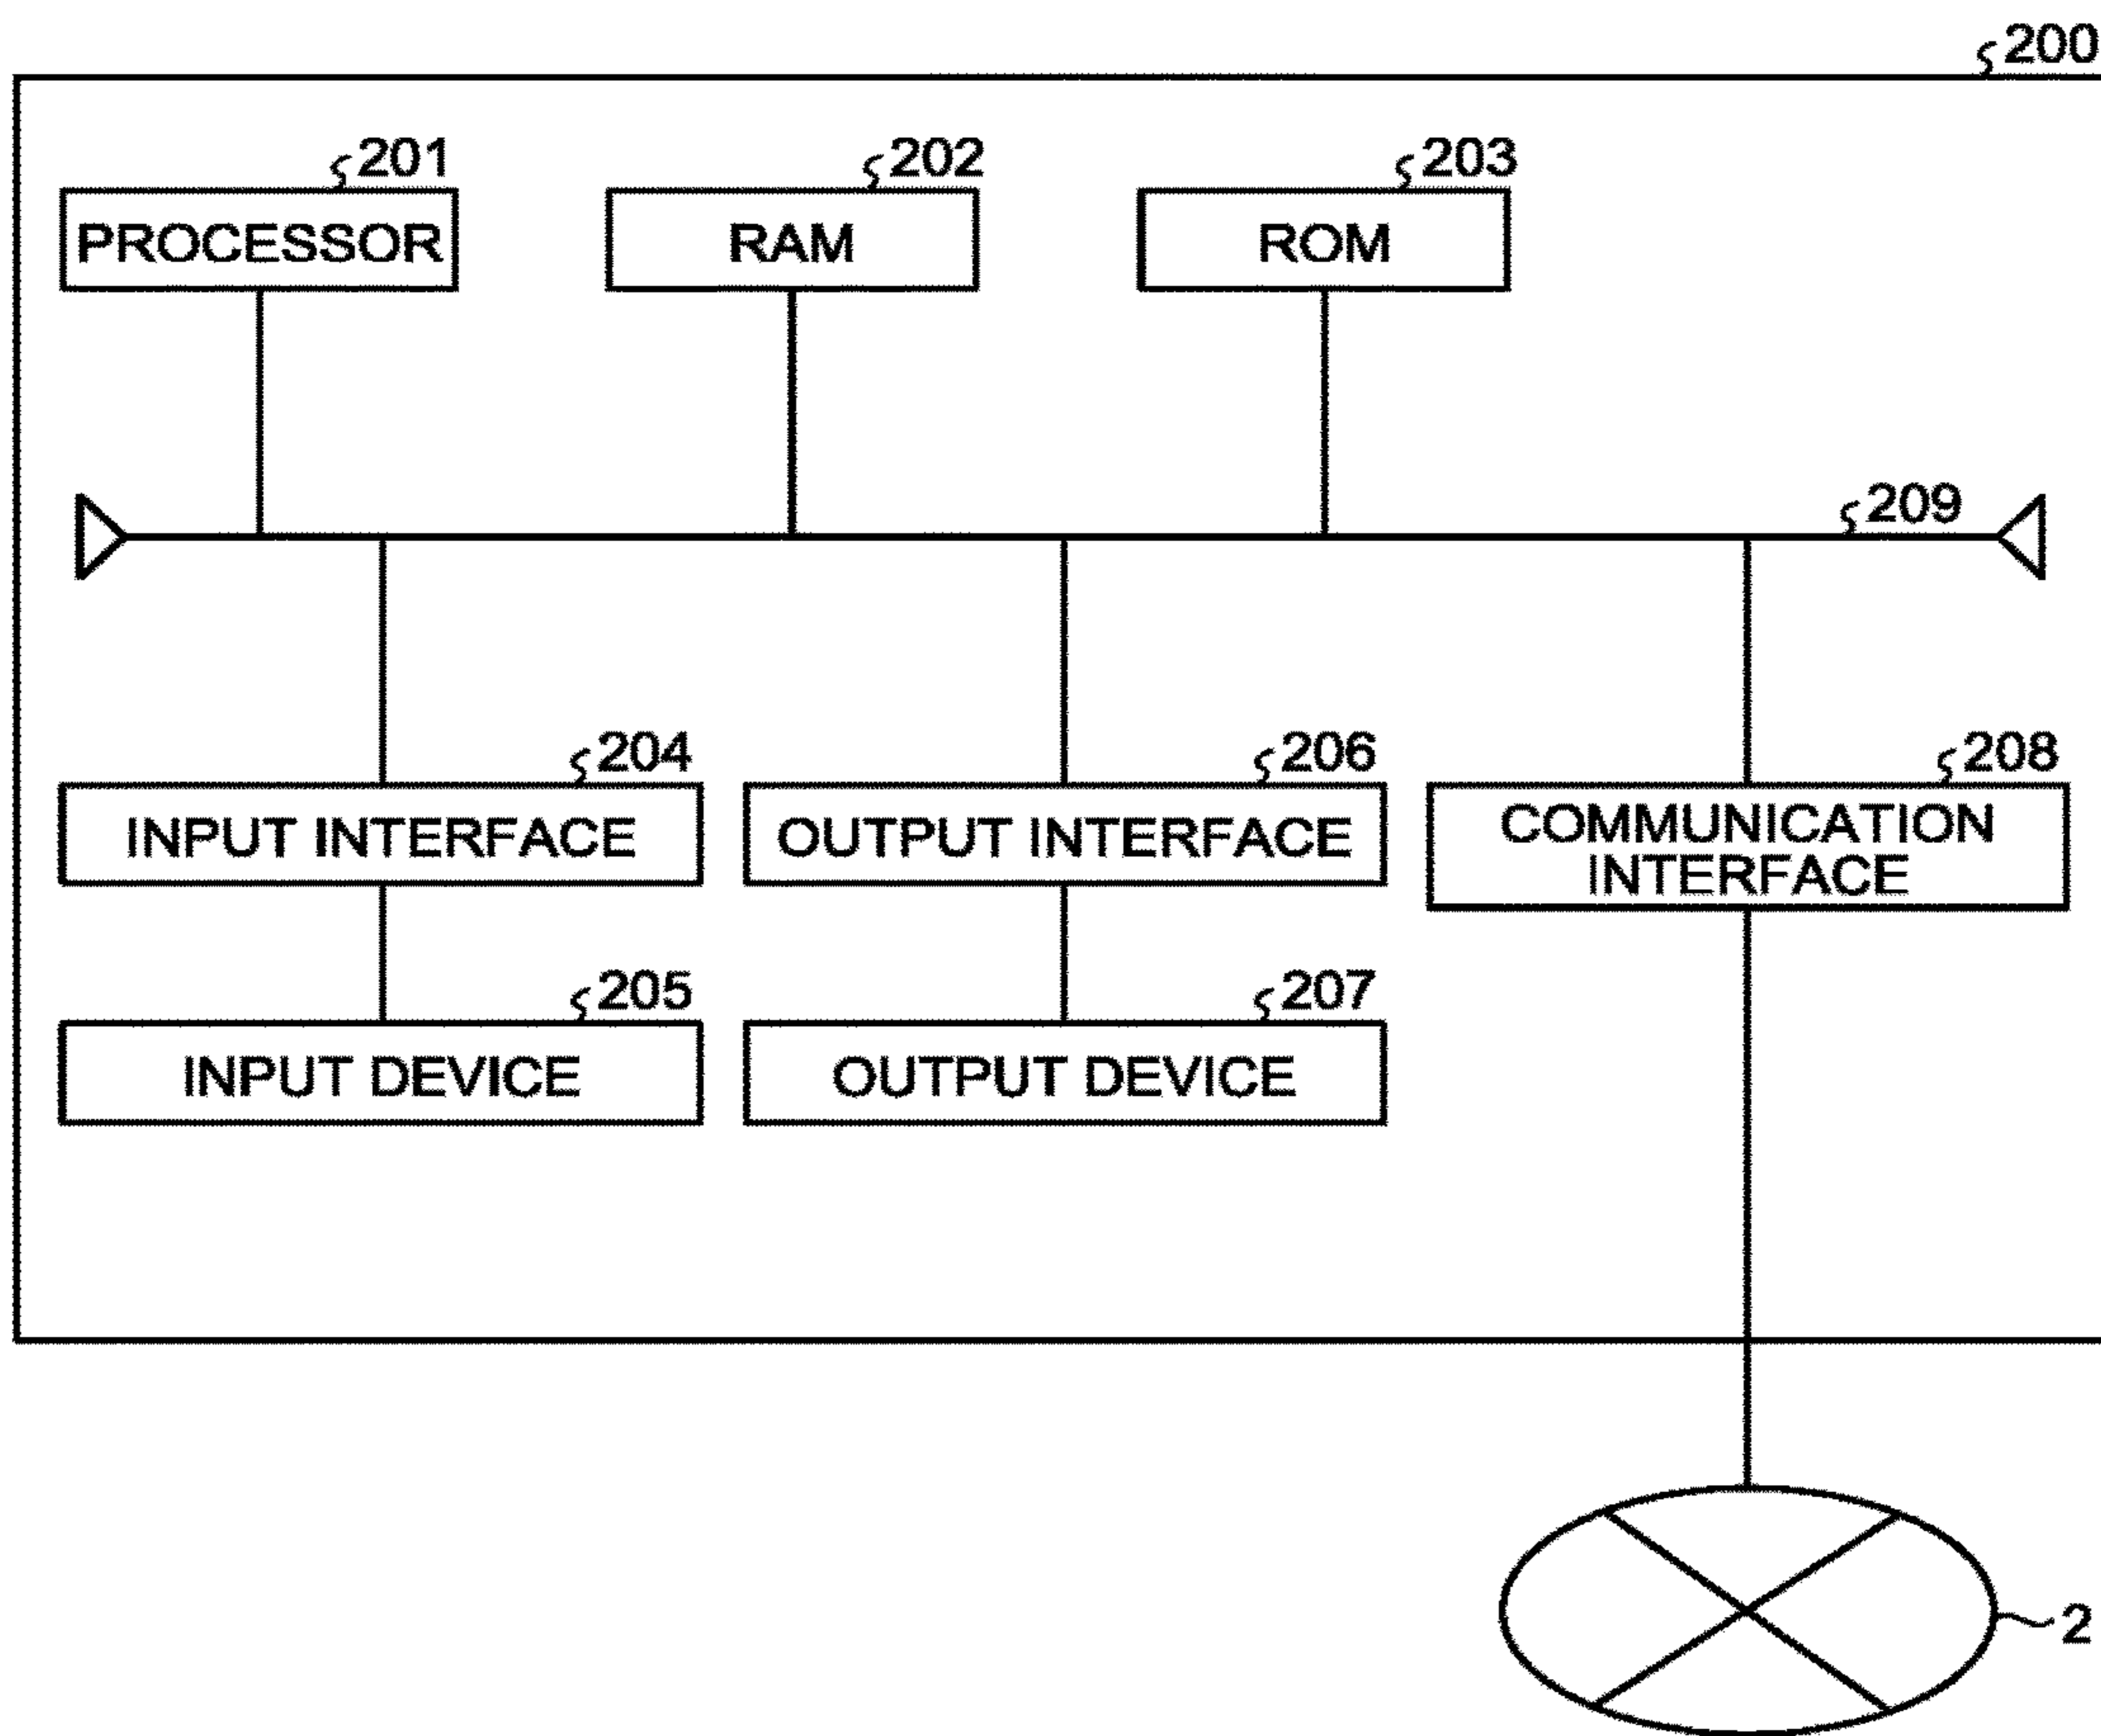 200
201
202
203
PROCESSOR
RAM
ROM
209
204
206
208
INPUT INTERFACE
OUTPUT INTERFACE
COMMUNICATION
INTERFACE
205
207
INPUT DEVICE
OUTPUT DEVICE
2